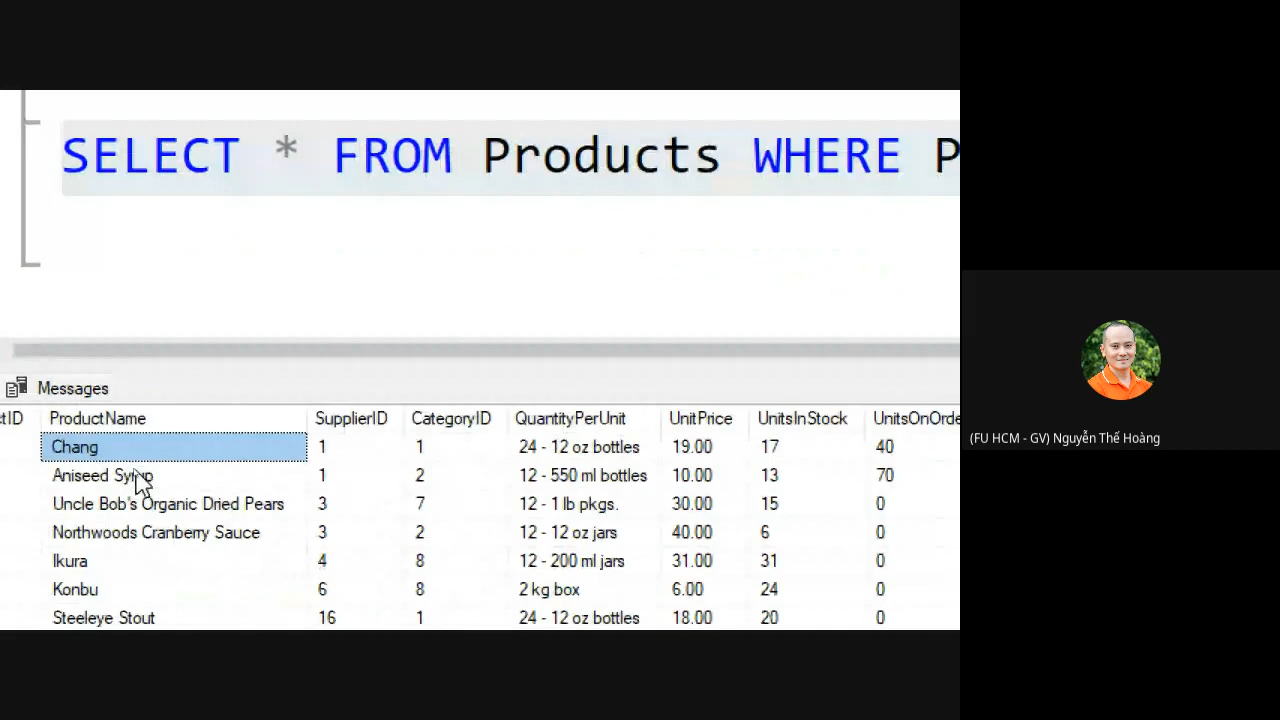 SELECT * FROM Products WHERE P
Messages
tID ProductName SupplierID CategoryID QuantityPerUnit UnitPrice UnitsInStock UnitsOnOrde
Chang 1 1 24 - 12 oz bottles 19.00 17 40
Aniseed Syrup 1 2 12 - 550 ml bottles 10.00 13 70
Uncle Bob's Organic Dried Pears 3 7 12 - 1 lb pkgs. 30.00 15 0
Northwoods Cranberry Sauce 3 2 12 - 12 oz jars 40.00 6 0
Ikura 4 8 12 - 200 ml jars 31.00 31 0
Konbu 6 8 2 kg box 6.00 24 0
Steeleye Stout 16 1 24 - 12 oz bottles 18.00 20 0
(FU HCM - GV) Nguyễn Thế Hoàng